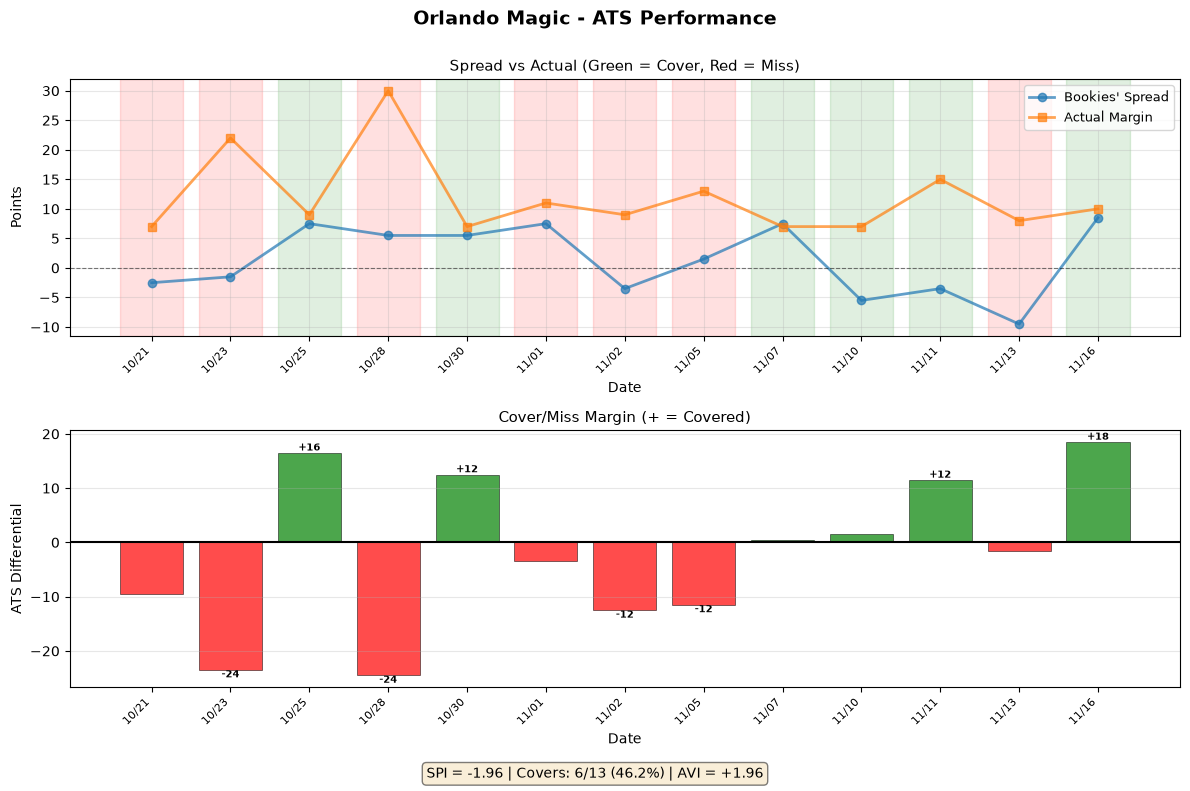 Orlando Magic - ATS Performance
Spread vs Actual (Green = Cover, Red = Miss)
Points
30
25
20
15
10
5
0
−5
−10
Bookies' Spread
Actual Margin
10/21 10/23 10/25 10/28 10/30 11/01 11/02 11/05 11/07 11/10 11/11 11/13 11/16
Date
Cover/Miss Margin (+ = Covered)
ATS Differential
20
10
0
−10
−20
+16 +12 +12 +18
-24 -24 -12 -12
10/21 10/23 10/25 10/28 10/30 11/01 11/02 11/05 11/07 11/10 11/11 11/13 11/16
Date
SPI = -1.96 | Covers: 6/13 (46.2%) | AVI = +1.96